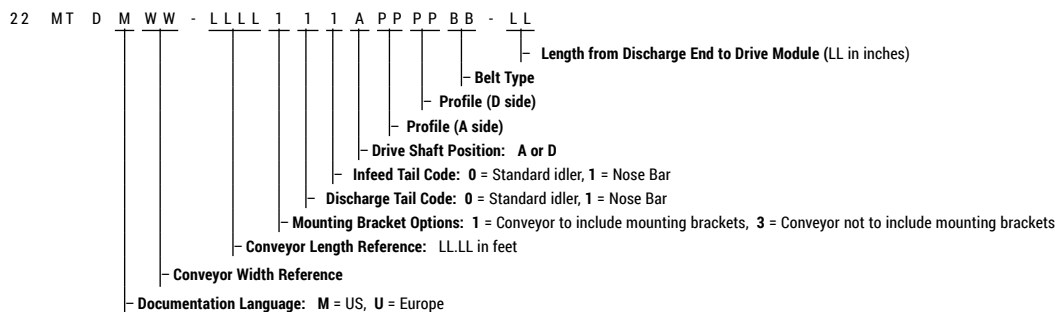 22 MT D M WW - LLLL 1 1 1 A PP PP BB - LL
Length from Discharge End to Drive Module (LL in inches)
Belt Type
Profile (D side)
Profile (A side)
Drive Shaft Position: A or D
Infeed Tail Code: 0 = Standard idler, 1 = Nose Bar
Discharge Tail Code: 0 = Standard idler, 1 = Nose Bar
Mounting Bracket Options: 1 = Conveyor to include mounting brackets, 3 = Conveyor not to include mounting brackets
Conveyor Length Reference: LL.LL in feet
Conveyor Width Reference
Documentation Language: M = US, U = Europe